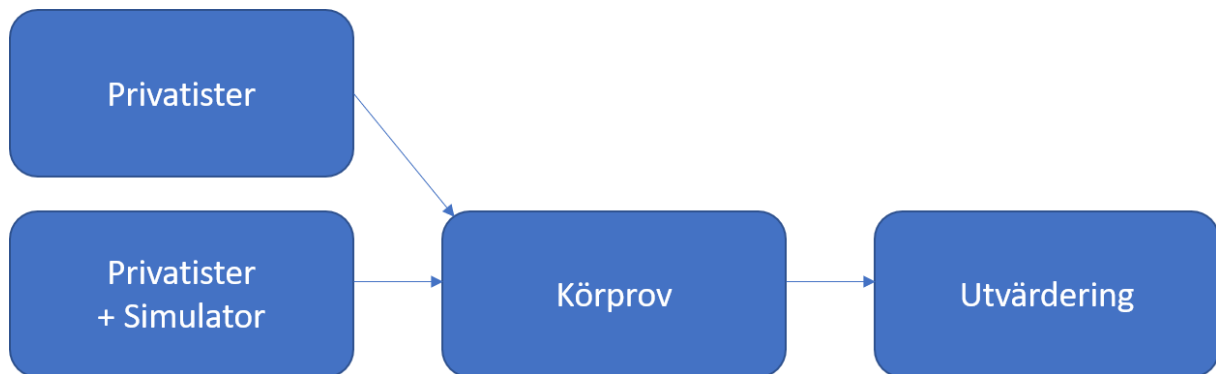 Privatister
Privatister
+ Simulator
Körprov
Utvärdering